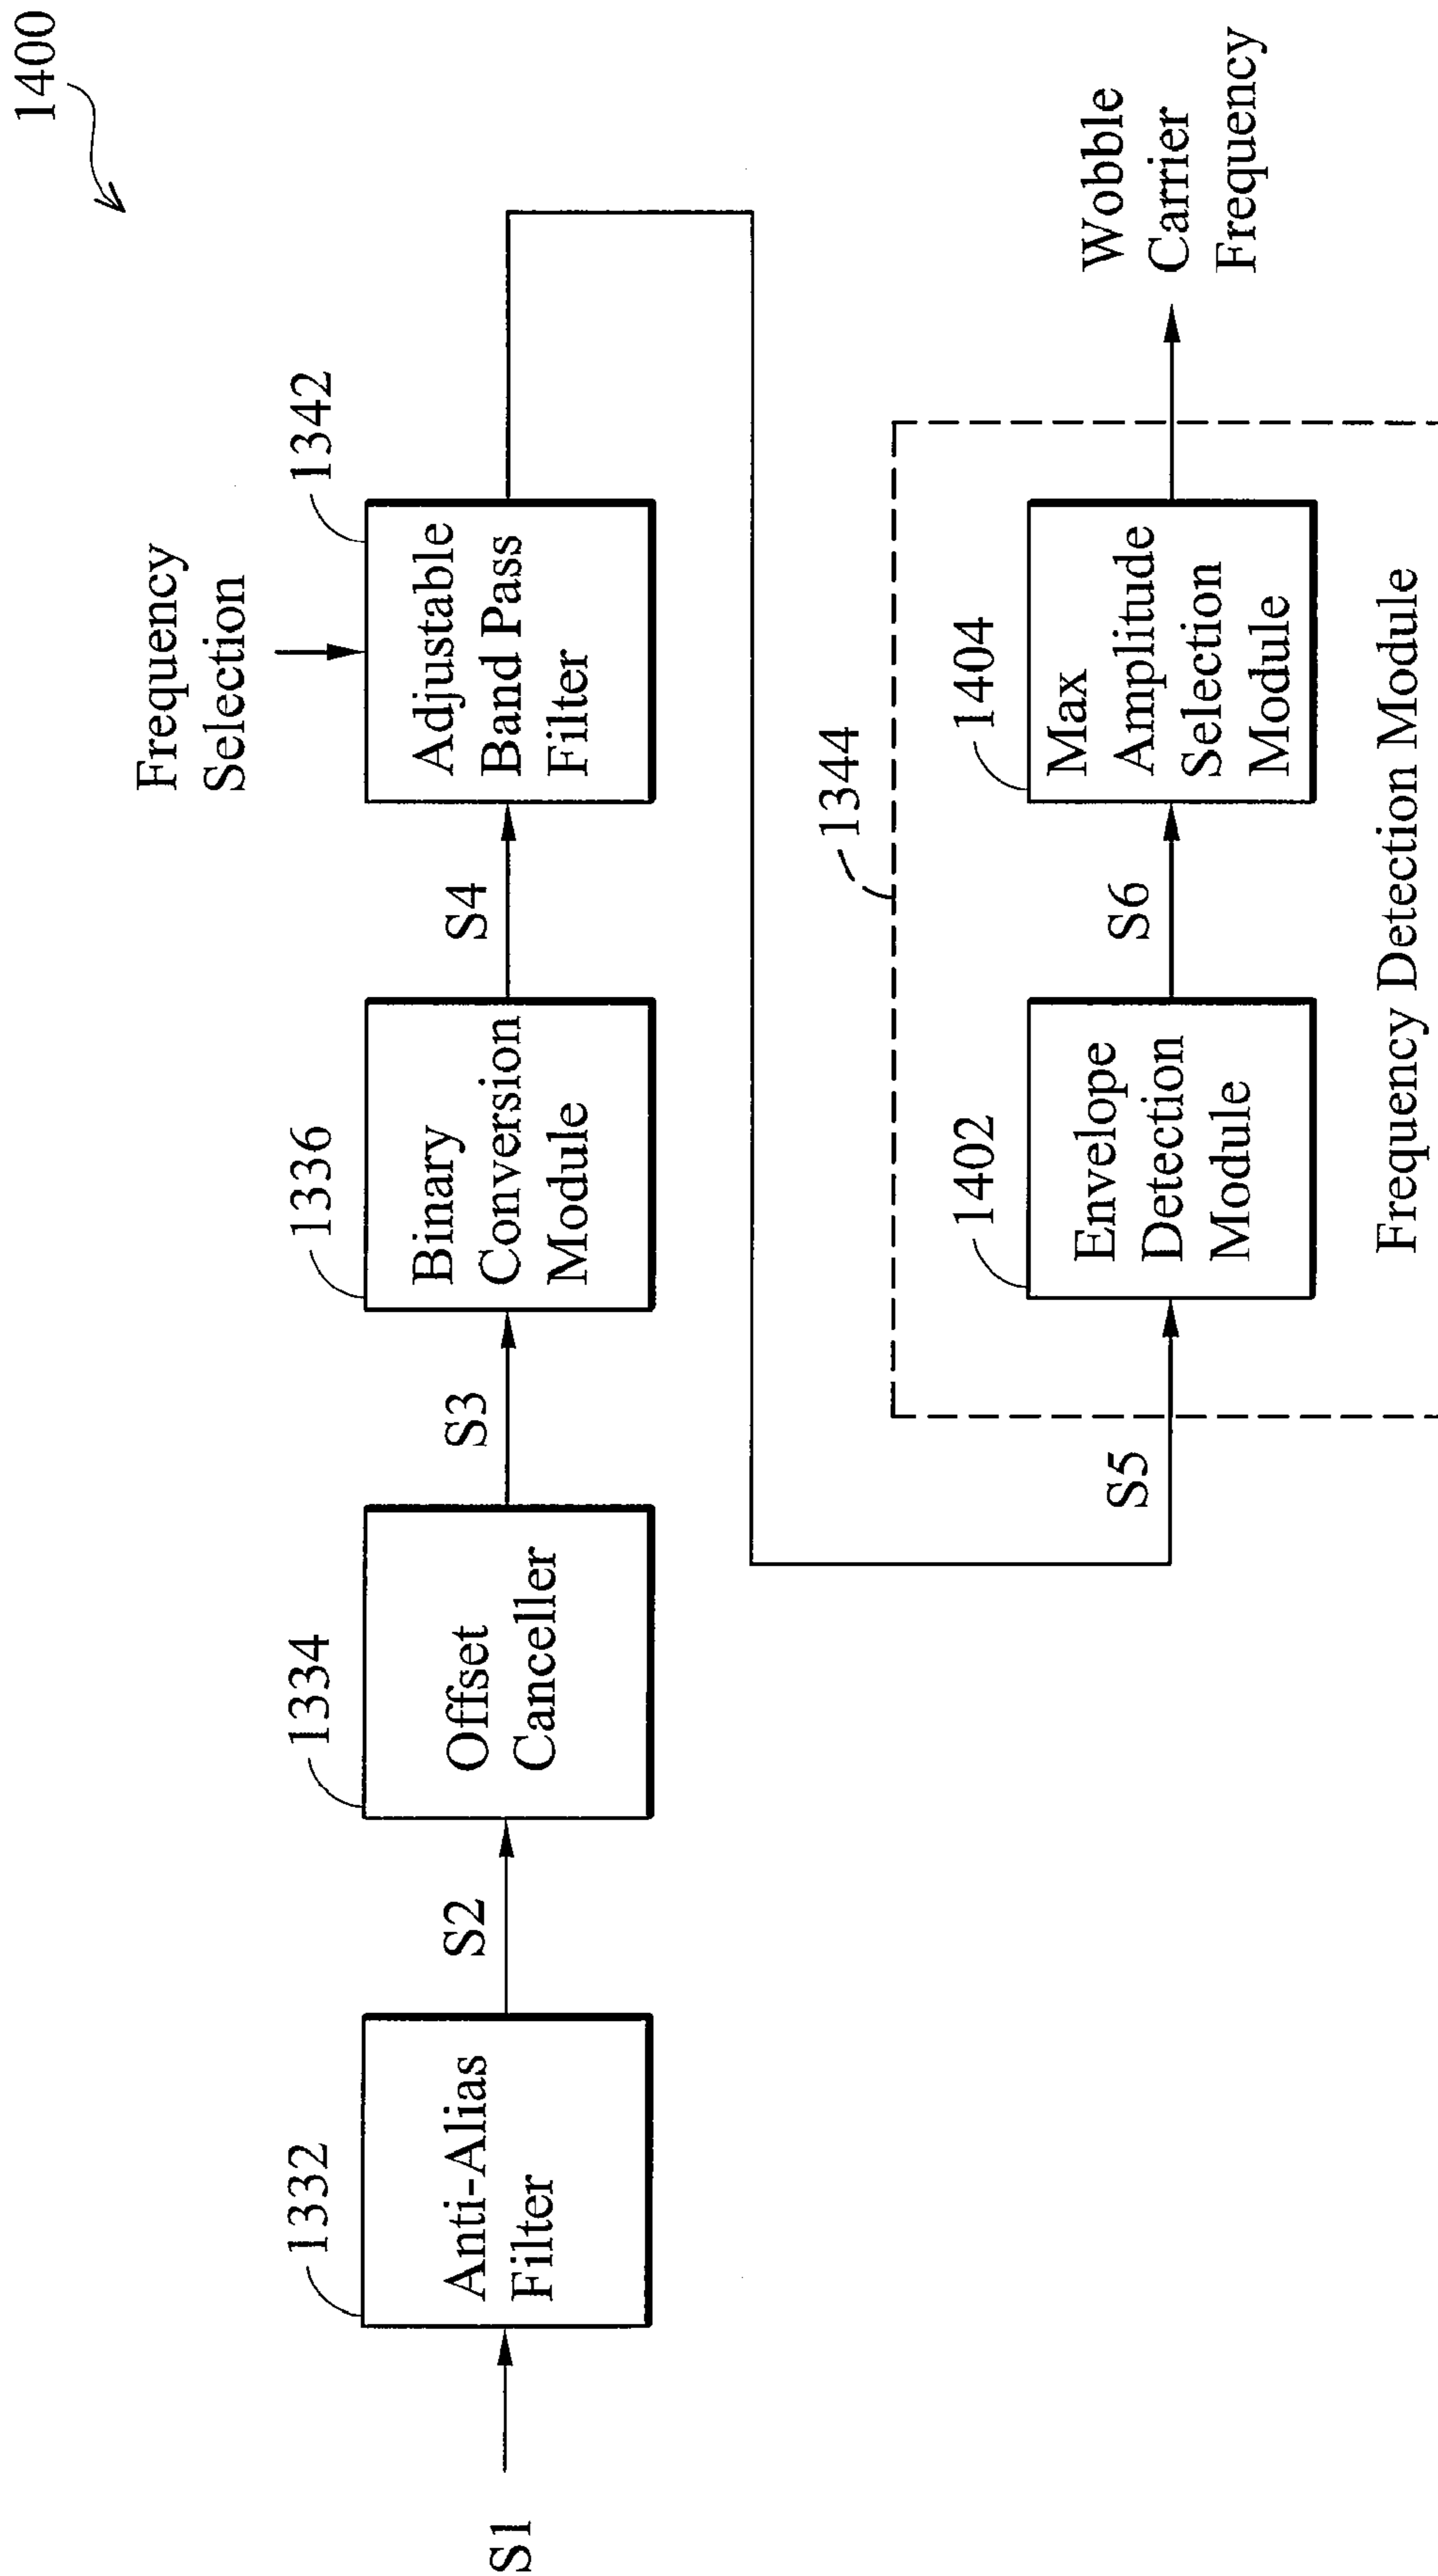 1400
Frequency
Selection
1332
1334
1336
1342
S1
Anti-Alias
Filter
S2
Offset
Canceller
S3
Binary
Conversion
Module
S4
Adjustable
Band Pass
Filter
1344
1402
1404
S5
Envelope
Detection
Module
S6
Max
Amplitude
Selection
Module
Wobble
Carrier
Frequency
Frequency Detection Module